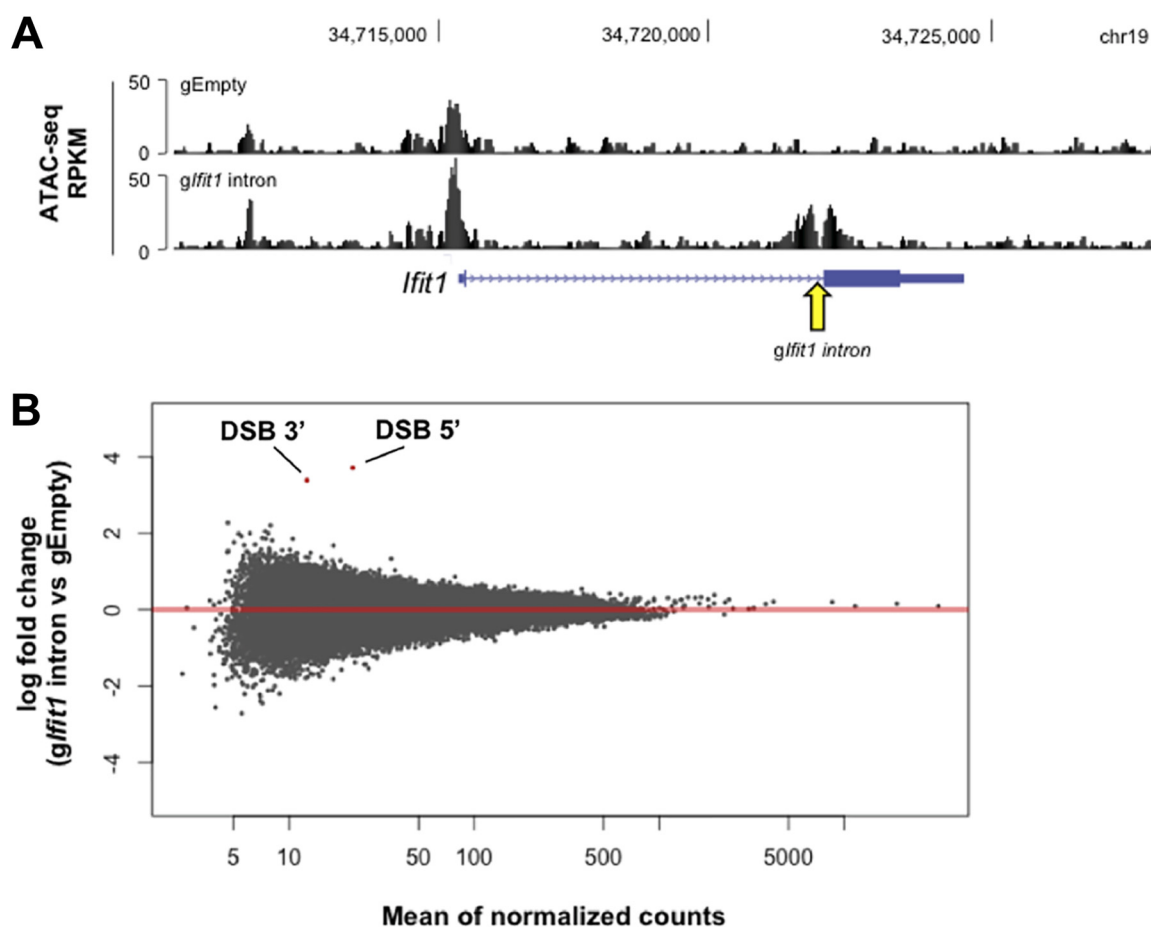 A
34,715,000
34,720,000
34,725,000
chr19
ATAC-seq
RPKM
50
gEmpty
0
50
gIfit1 intron
0
Ifit1
gIfit1 intron
B
DSB 3’
DSB 5’
log fold change
(gIfit1 intron vs gEmpty)
4
2
0
-2
-4
5
10
50
100
500
5000
Mean of normalized counts